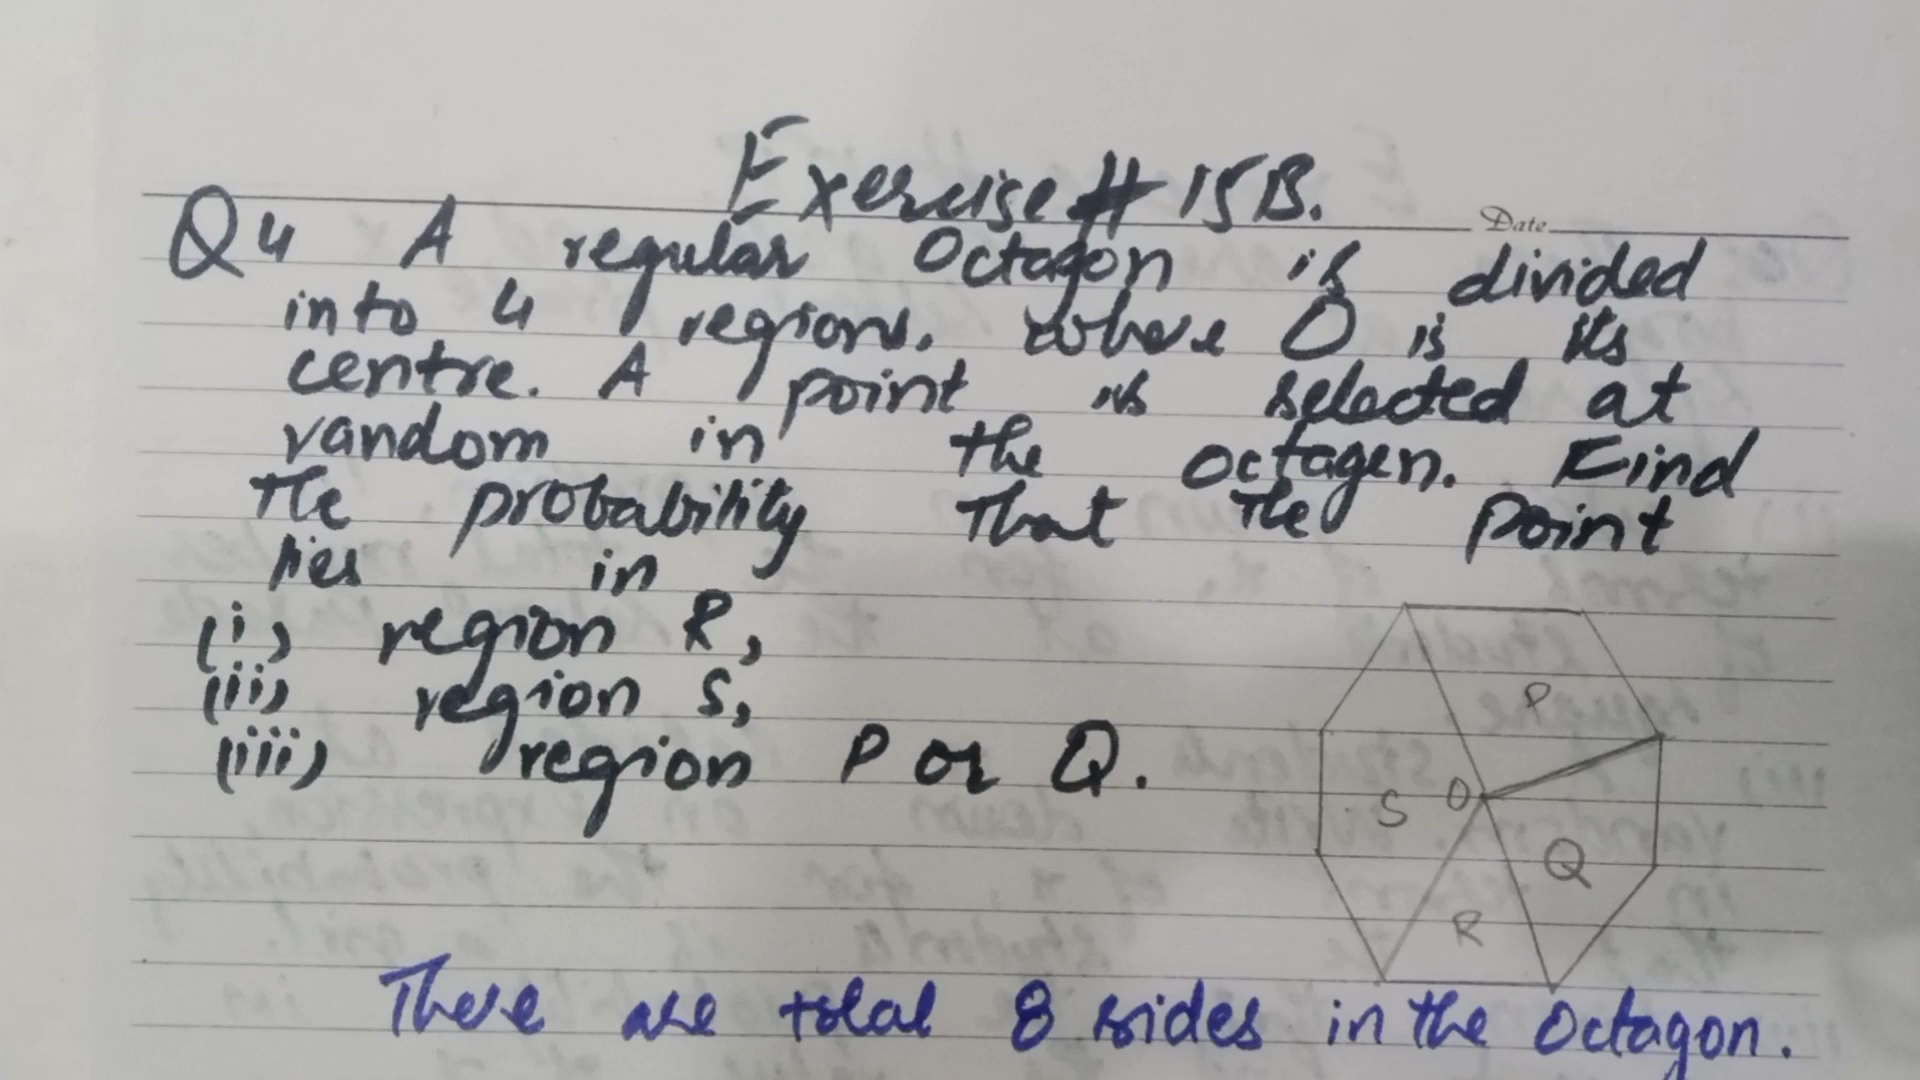 Exercise # 15B.
Date
Q4 A regular Octagon is divided
into 4 regions. where O is its
centre. A point is selected at
random in the octagen. Find
The probability That The point
lies in
(i) region R,
(ii) region S,
(iii) region P or Q.
P
S O
Q
R
There are total 8 sides in the Octagon.